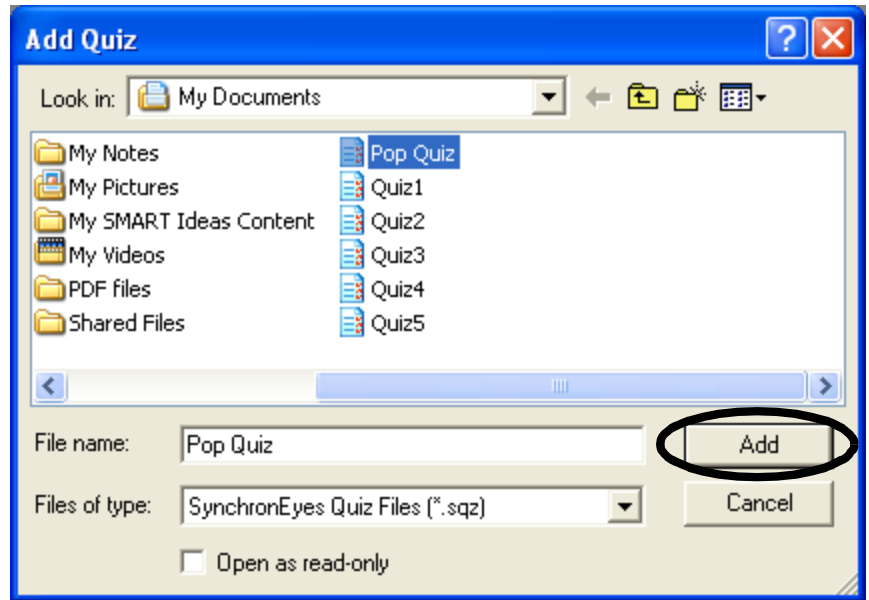 Add Quiz
Look in: My Documents
My Notes
My Pictures
My SMART Ideas Content
My Videos
PDF files
Shared Files
Pop Quiz
Quiz1
Quiz2
Quiz3
Quiz4
Quiz5
File name: Pop Quiz Add
Files of type: SynchronEyes Quiz Files (*.sqz) Cancel
Open as read-only